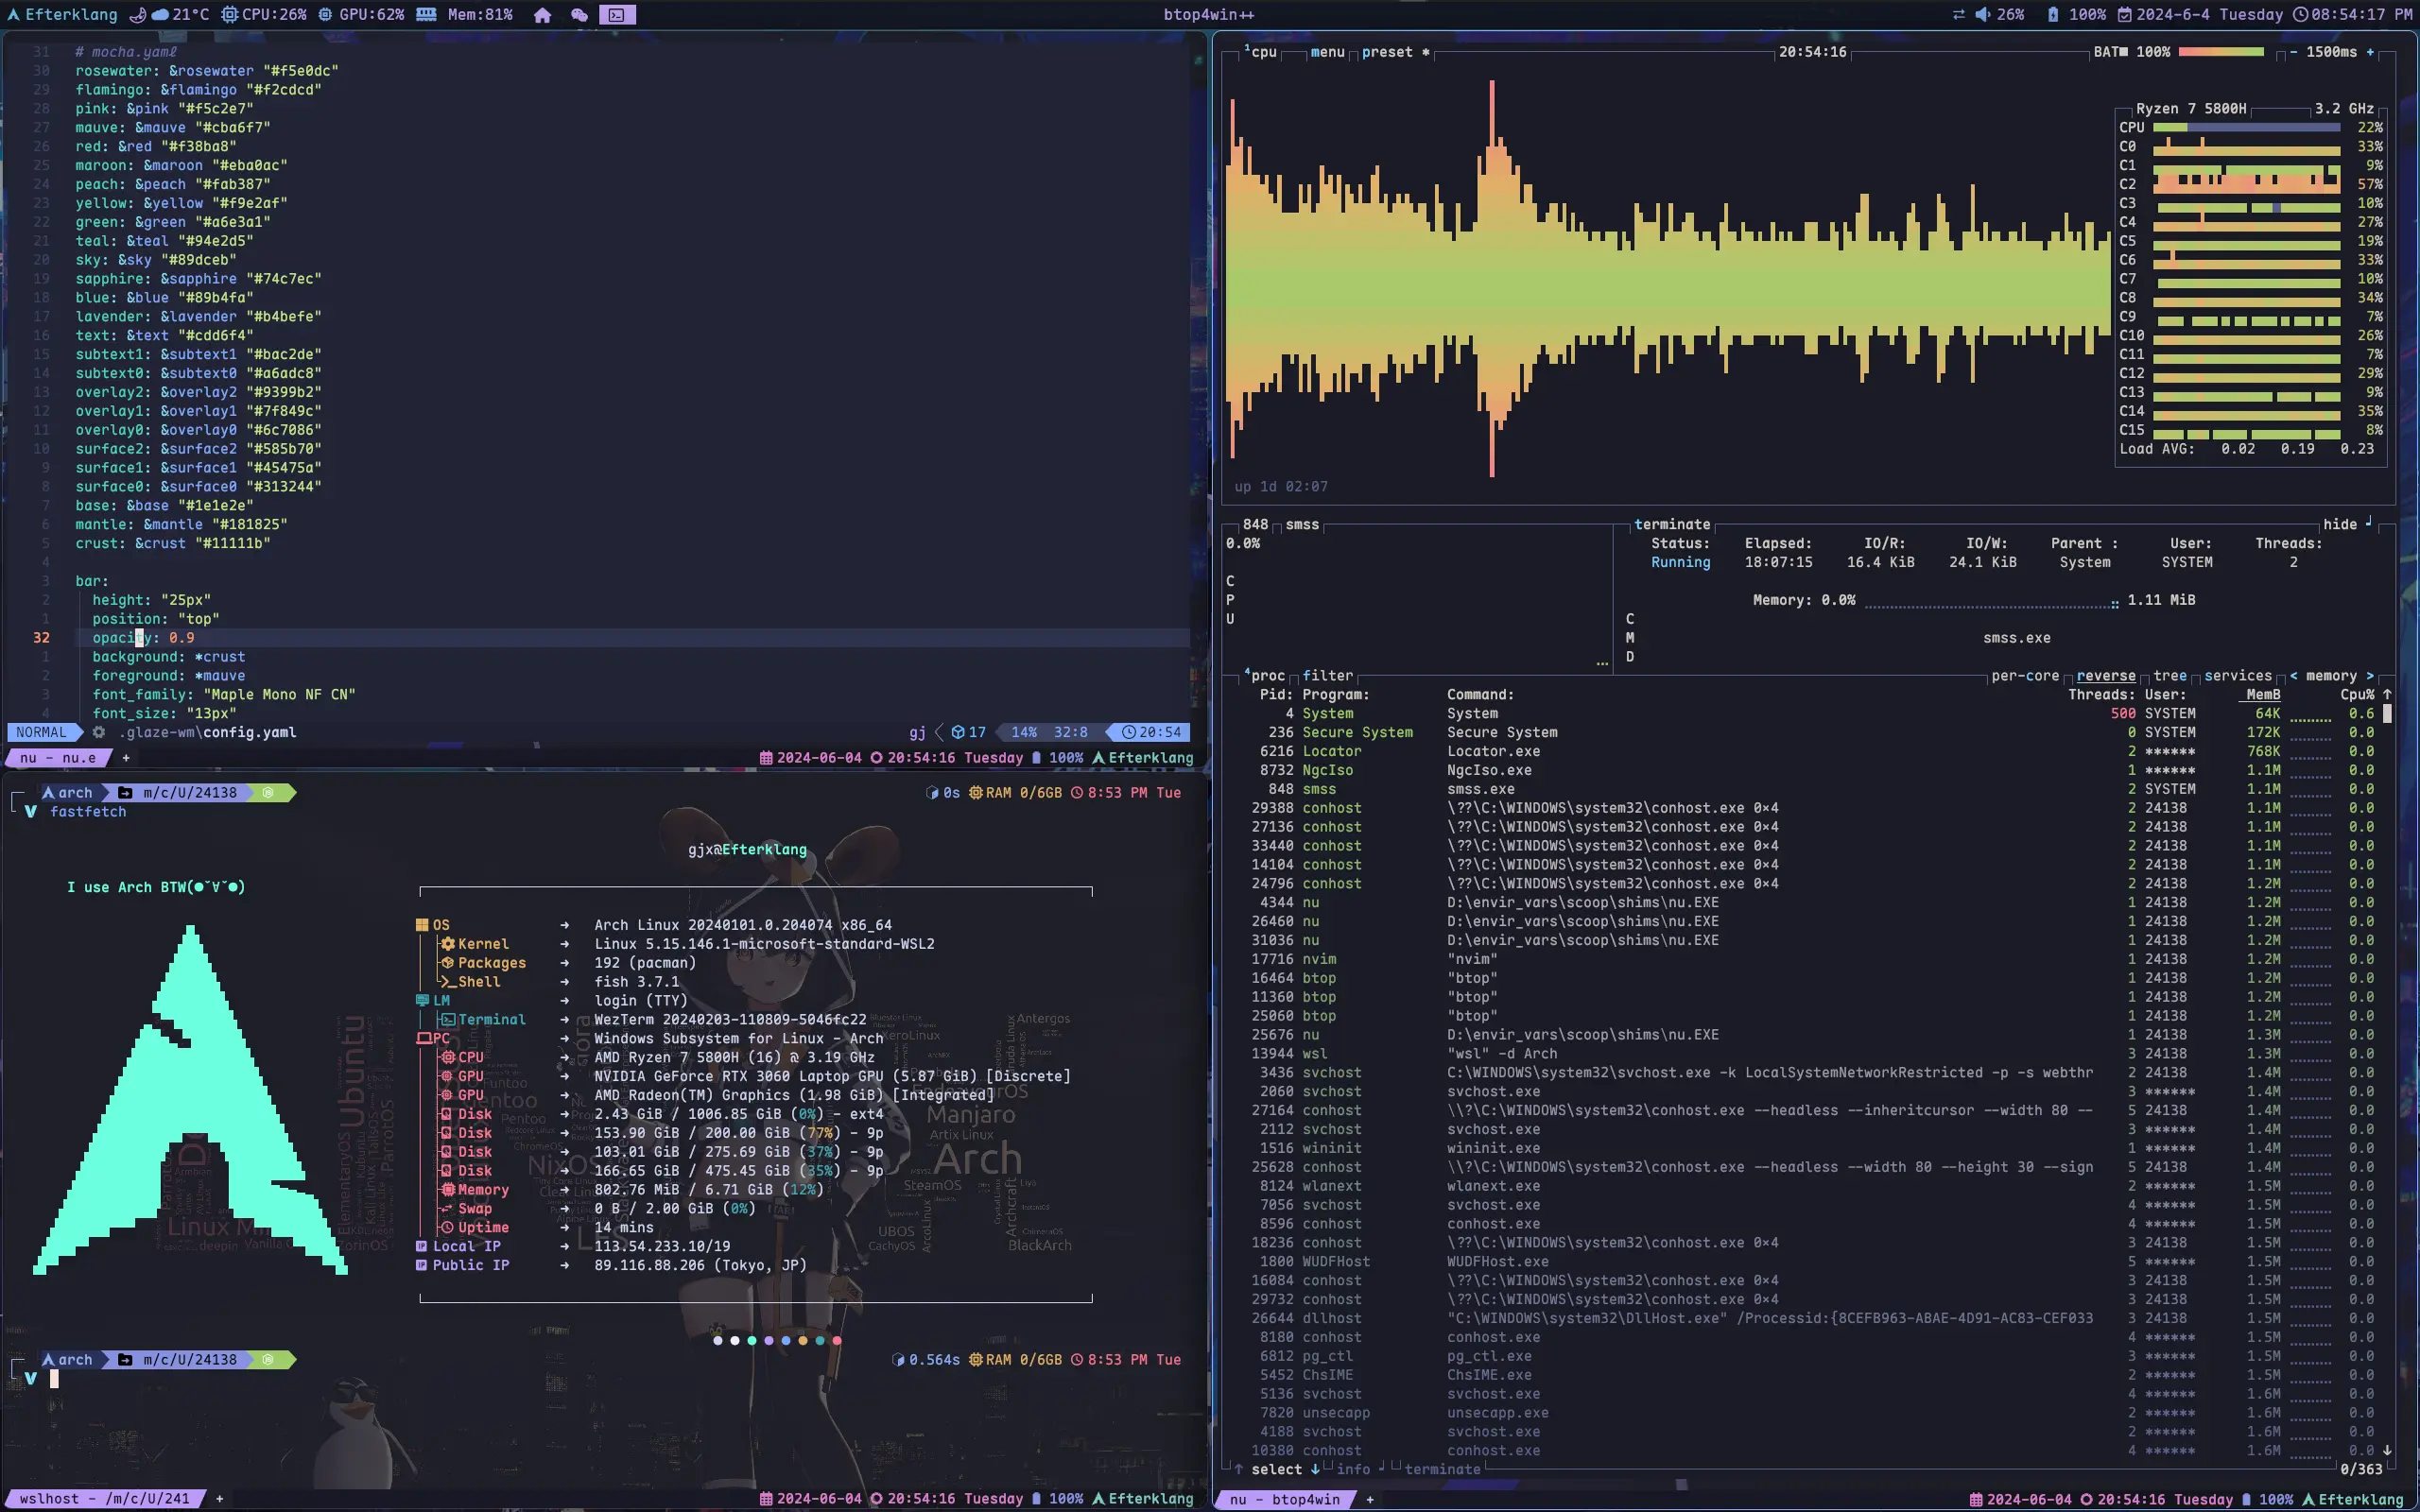 Efterklang 21°C CPU:26% GPU:62% Mem:81%
btop4win++
26% 100% 2024-6-4 Tuesday 08:54:17 PM
31 # mocha.yaml
30 rosewater: &rosewater "#f5e0dc"
29 flamingo: &flamingo "#f2cdcd"
28 pink: &pink "#f5c2e7"
27 mauve: &mauve "#cba6f7"
26 red: &red "#f38ba8"
25 maroon: &maroon "#eba0ac"
24 peach: &peach "#fab387"
23 yellow: &yellow "#f9e2af"
22 green: &green "#a6e3a1"
21 teal: &teal "#94e2d5"
20 sky: &sky "#89dceb"
19 sapphire: &sapphire "#74c7ec"
18 blue: &blue "#89b4fa"
17 lavender: &lavender "#b4befe"
16 text: &text "#cdd6f4"
15 subtext1: &subtext1 "#bac2de"
14 subtext0: &subtext0 "#a6adc8"
13 overlay2: &overlay2 "#9399b2"
12 overlay1: &overlay1 "#7f849c"
11 overlay0: &overlay0 "#6c7086"
10 surface2: &surface2 "#585b70"
9 surface1: &surface1 "#45475a"
8 surface0: &surface0 "#313244"
7 base: &base "#1e1e2e"
6 mantle: &mantle "#181825"
5 crust: &crust "#11111b"
4
3 bar:
2 height: "25px"
1 position: "top"
32 opacity: 0.9
1 background: *crust
2 foreground: *mauve
3 font_family: "Maple Mono NF CN"
4 font_size: "13px"
NORMAL .glaze-wm\config.yaml gj 17 14% 32:8 20:54
nu - nu.e + 2024-06-04 20:54:16 Tuesday 100% Efterklang
arch m/c/U/24138 0s RAM 0/6GB 8:53 PM Tue
fastfetch
gjx@Efterklang
I use Arch BTW(●ˇ∀ˇ●)
OS → Arch Linux 20240101.0.204074 x86_64
Kernel → Linux 5.15.146.1-microsoft-standard-WSL2
Packages → 192 (pacman)
Shell → fish 3.7.1
LM → login (TTY)
Terminal → WezTerm 20240203-110809-5046fc22
PC → Windows Subsystem for Linux - Arch
CPU → AMD Ryzen 7 5800H (16) @ 3.19 GHz
GPU → NVIDIA GeForce RTX 3060 Laptop GPU (5.87 GiB) [Discrete]
GPU → AMD Radeon(TM) Graphics (1.98 GiB) [Integrated]
Disk → 2.43 GiB / 1006.85 GiB (0%) - ext4
Disk → 153.90 GiB / 200.00 GiB (77%) - 9p
Disk → 103.01 GiB / 275.69 GiB (37%) - 9p
Disk → 166.65 GiB / 475.45 GiB (35%) - 9p
Memory → 802.76 MiB / 6.71 GiB (12%)
Swap → 0 B / 2.00 GiB (0%)
Uptime → 14 mins
Local IP → 113.54.233.10/19
Public IP → 89.116.88.206 (Tokyo, JP)
Antergos
Ubuntu
Manjaro
Artix Linux
Arch
NixOS
SteamOS
UBOS
CachyOS
ArcoLinux
Archcraft
BlackArch
arch m/c/U/24138 0.564s RAM 0/6GB 8:53 PM Tue
wslhost - /m/c/U/241 + 2024-06-04 20:54:16 Tuesday 100% Efterklang
¹cpu menu preset * 20:54:16 BAT■ 100% - 1500ms +
Ryzen 7 5800H 3.2 GHz
CPU 22%
C0 33%
C1 9%
C2 57%
C3 10%
C4 27%
C5 19%
C6 33%
C7 10%
C8 34%
C9 7%
C10 26%
C11 7%
C12 29%
C13 9%
C14 35%
C15 8%
Load AVG: 0.02 0.19 0.23
up 1d 02:07
848 smss terminate hide
0.0% Status: Elapsed: IO/R: IO/W: Parent : User: Threads:
Running 18:07:15 16.4 KiB 24.1 KiB System SYSTEM 2
CPU
Memory: 0.0% 1.11 MiB
CMD
smss.exe
...
⁴proc filter per-core reverse tree services < memory >
Pid: Program: Command: Threads: User: MemB Cpu% ↑
4 System System 500 SYSTEM 64K 0.6
236 Secure System Secure System 0 SYSTEM 172K 0.0
6216 Locator Locator.exe 2 ****** 768K 0.0
8732 NgcIso NgcIso.exe 1 ****** 1.1M 0.0
848 smss smss.exe 2 SYSTEM 1.1M 0.0
29388 conhost \??\C:\WINDOWS\system32\conhost.exe 0×4 2 24138 1.1M 0.0
27136 conhost \??\C:\WINDOWS\system32\conhost.exe 0×4 2 24138 1.1M 0.0
33440 conhost \??\C:\WINDOWS\system32\conhost.exe 0×4 2 24138 1.1M 0.0
14104 conhost \??\C:\WINDOWS\system32\conhost.exe 0×4 2 24138 1.1M 0.0
24796 conhost \??\C:\WINDOWS\system32\conhost.exe 0×4 2 24138 1.2M 0.0
4344 nu D:\envir_vars\scoop\shims\nu.EXE 1 24138 1.2M 0.0
26460 nu D:\envir_vars\scoop\shims\nu.EXE 1 24138 1.2M 0.0
31036 nu D:\envir_vars\scoop\shims\nu.EXE 1 24138 1.2M 0.0
17716 nvim "nvim" 1 24138 1.2M 0.0
16464 btop "btop" 1 24138 1.2M 0.0
11360 btop "btop" 1 24138 1.2M 0.0
25060 btop "btop" 1 24138 1.2M 0.0
25676 nu D:\envir_vars\scoop\shims\nu.EXE 1 24138 1.3M 0.0
13944 wsl "wsl" -d Arch 3 24138 1.3M 0.0
3436 svchost C:\WINDOWS\system32\svchost.exe -k LocalSystemNetworkRestricted -p -s webthr 2 24138 1.4M 0.0
2060 svchost svchost.exe 3 ****** 1.4M 0.0
27164 conhost \\?\C:\WINDOWS\system32\conhost.exe --headless --inheritcursor --width 80 -- 5 24138 1.4M 0.0
2112 svchost svchost.exe 3 ****** 1.4M 0.0
1516 wininit wininit.exe 1 ****** 1.4M 0.0
25628 conhost \\?\C:\WINDOWS\system32\conhost.exe --headless --width 80 --height 30 --sign 5 24138 1.4M 0.0
8124 wlanext wlanext.exe 2 ****** 1.5M 0.0
7056 svchost svchost.exe 4 ****** 1.5M 0.0
8596 conhost conhost.exe 4 ****** 1.5M 0.0
18236 conhost \??\C:\WINDOWS\system32\conhost.exe 0×4 3 24138 1.5M 0.0
1800 WUDFHost WUDFHost.exe 5 ****** 1.5M 0.0
16084 conhost \??\C:\WINDOWS\system32\conhost.exe 0×4 3 24138 1.5M 0.0
29732 conhost \??\C:\WINDOWS\system32\conhost.exe 0×4 3 24138 1.5M 0.0
26644 dllhost "C:\WINDOWS\system32\DllHost.exe" /Processid:{8CEFB963-ABAE-4D91-AC83-CEF033 3 24138 1.5M 0.0
8180 conhost conhost.exe 4 ****** 1.5M 0.0
6812 pg_ctl pg_ctl.exe 3 ****** 1.5M 0.0
5452 ChsIME ChsIME.exe 2 ****** 1.5M 0.0
5136 svchost svchost.exe 4 ****** 1.6M 0.0
7820 unsecapp unsecapp.exe 2 ****** 1.6M 0.0
4188 svchost svchost.exe 2 ****** 1.6M 0.0
10380 conhost conhost.exe 4 ****** 1.6M 0.0 ↓
↑ select ↓ info terminate 0/363
nu - btop4win + 2024-06-04 20:54:16 Tuesday 100% Efterklang